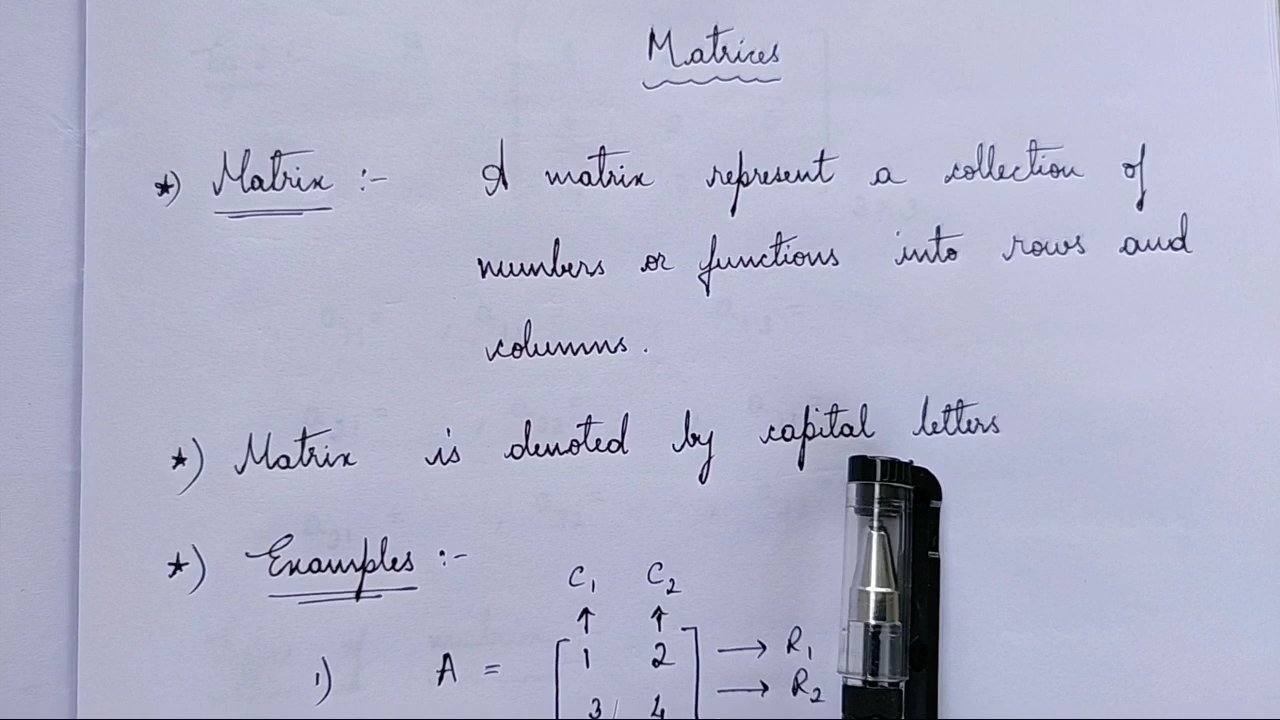 Matrices
*) Matrix :- A matrix represent a collection of
numbers or functions into rows and
columns.
*) Matrix is denoted by capital letters
*) Examples :-
C₁ C₂
↑ ↑
1) A = [ 1 2 ] → R₁
3 4 → R₂